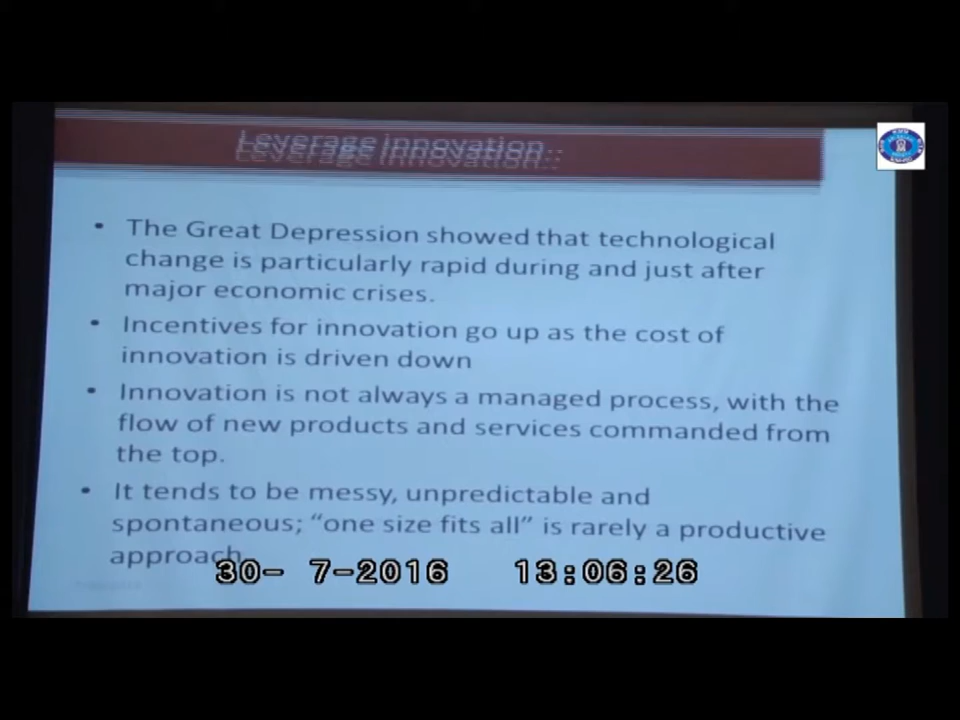 Leverage innovation..
• The Great Depression showed that technological
change is particularly rapid during and just after
major economic crises.
• Incentives for innovation go up as the cost of
innovation is driven down
• Innovation is not always a managed process, with the
flow of new products and services commanded from
the top.
• It tends to be messy, unpredictable and
spontaneous; “one size fits all” is rarely a productive
approach.
30- 7-2016 13:06:26